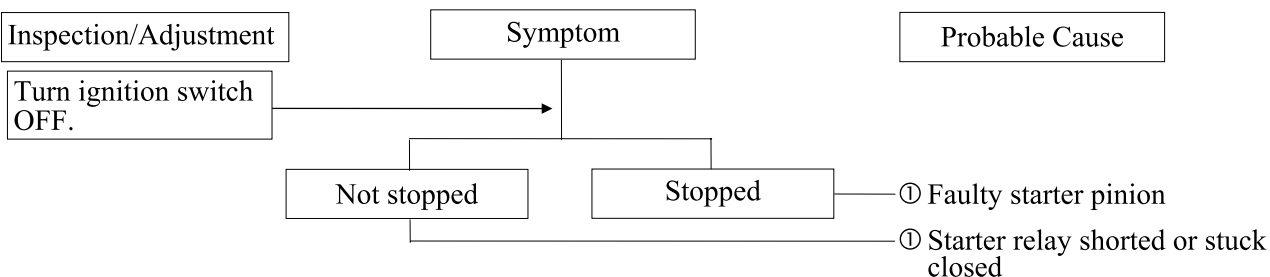 Inspection/Adjustment
Symptom
Probable Cause
Turn ignition switch
OFF.
Not stopped
Stopped
① Faulty starter pinion
① Starter relay shorted or stuck
closed